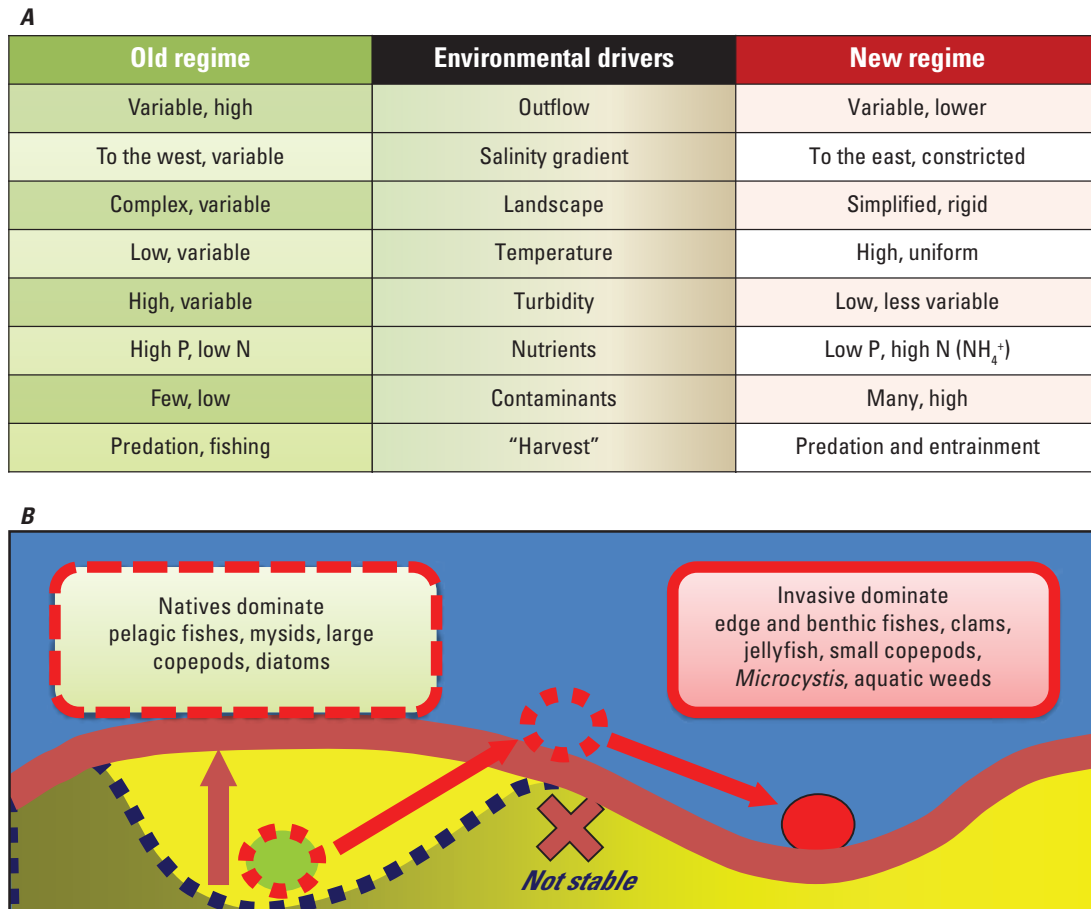 A
Old regime Environmental drivers New regime
Variable, high Outflow Variable, lower
To the west, variable Salinity gradient To the east, constricted
Complex, variable Landscape Simplified, rigid
Low, variable Temperature High, uniform
High, variable Turbidity Low, less variable
High P, low N Nutrients Low P, high N (NH₄⁺)
Few, low Contaminants Many, high
Predation, fishing “Harvest” Predation and entrainment
B
Natives dominate
pelagic fishes, mysids, large
copepods, diatoms
Invasive dominate
edge and benthic fishes, clams,
jellyfish, small copepods,
Microcystis, aquatic weeds
Not stable